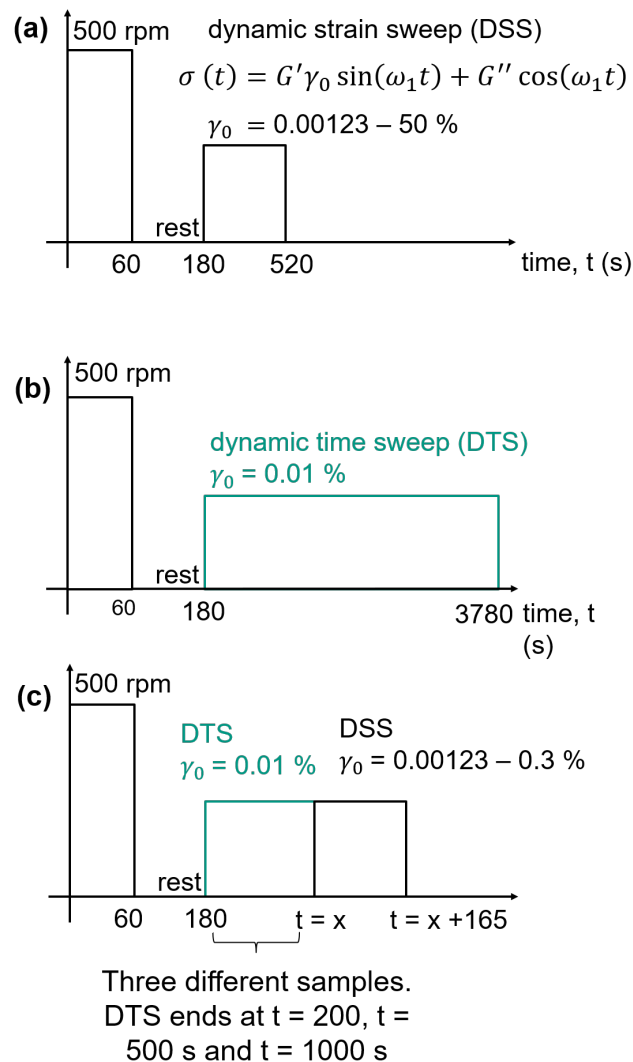 (a)
500 rpm
dynamic strain sweep (DSS)
σ (t) = G′γ₀ sin(ω₁t) + G′′ cos(ω₁t)
γ₀ = 0.00123 – 50 %
rest
60 180 520 time, t (s)
(b)
500 rpm
dynamic time sweep (DTS)
γ₀ = 0.01 %
rest
60 180 3780 time, t
(s)
(c)
500 rpm
DTS DSS
γ₀ = 0.01 % γ₀ = 0.00123 – 0.3 %
rest
60 180 t = x t = x +165
Three different samples.
DTS ends at t = 200, t =
500 s and t = 1000 s